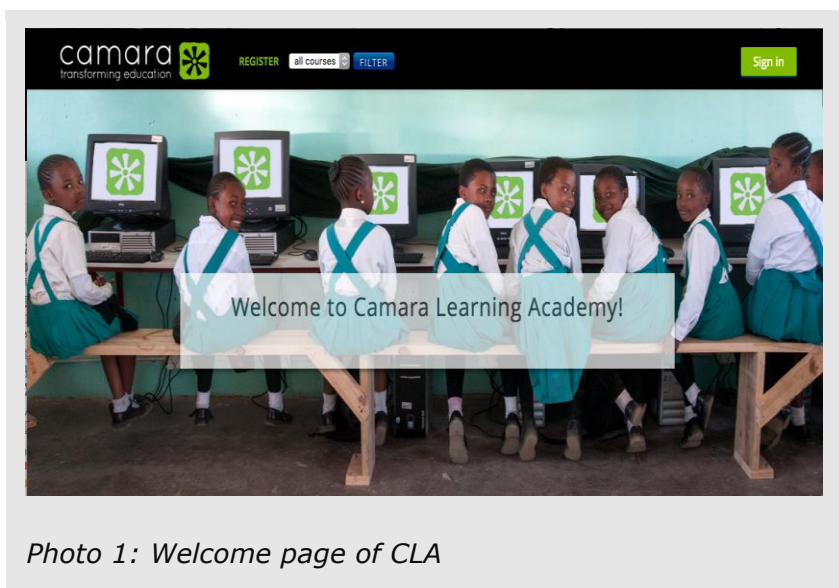 camara
transforming education
REGISTER
all courses
FILTER
Sign in
Welcome to Camara Learning Academy!
Photo 1: Welcome page of CLA